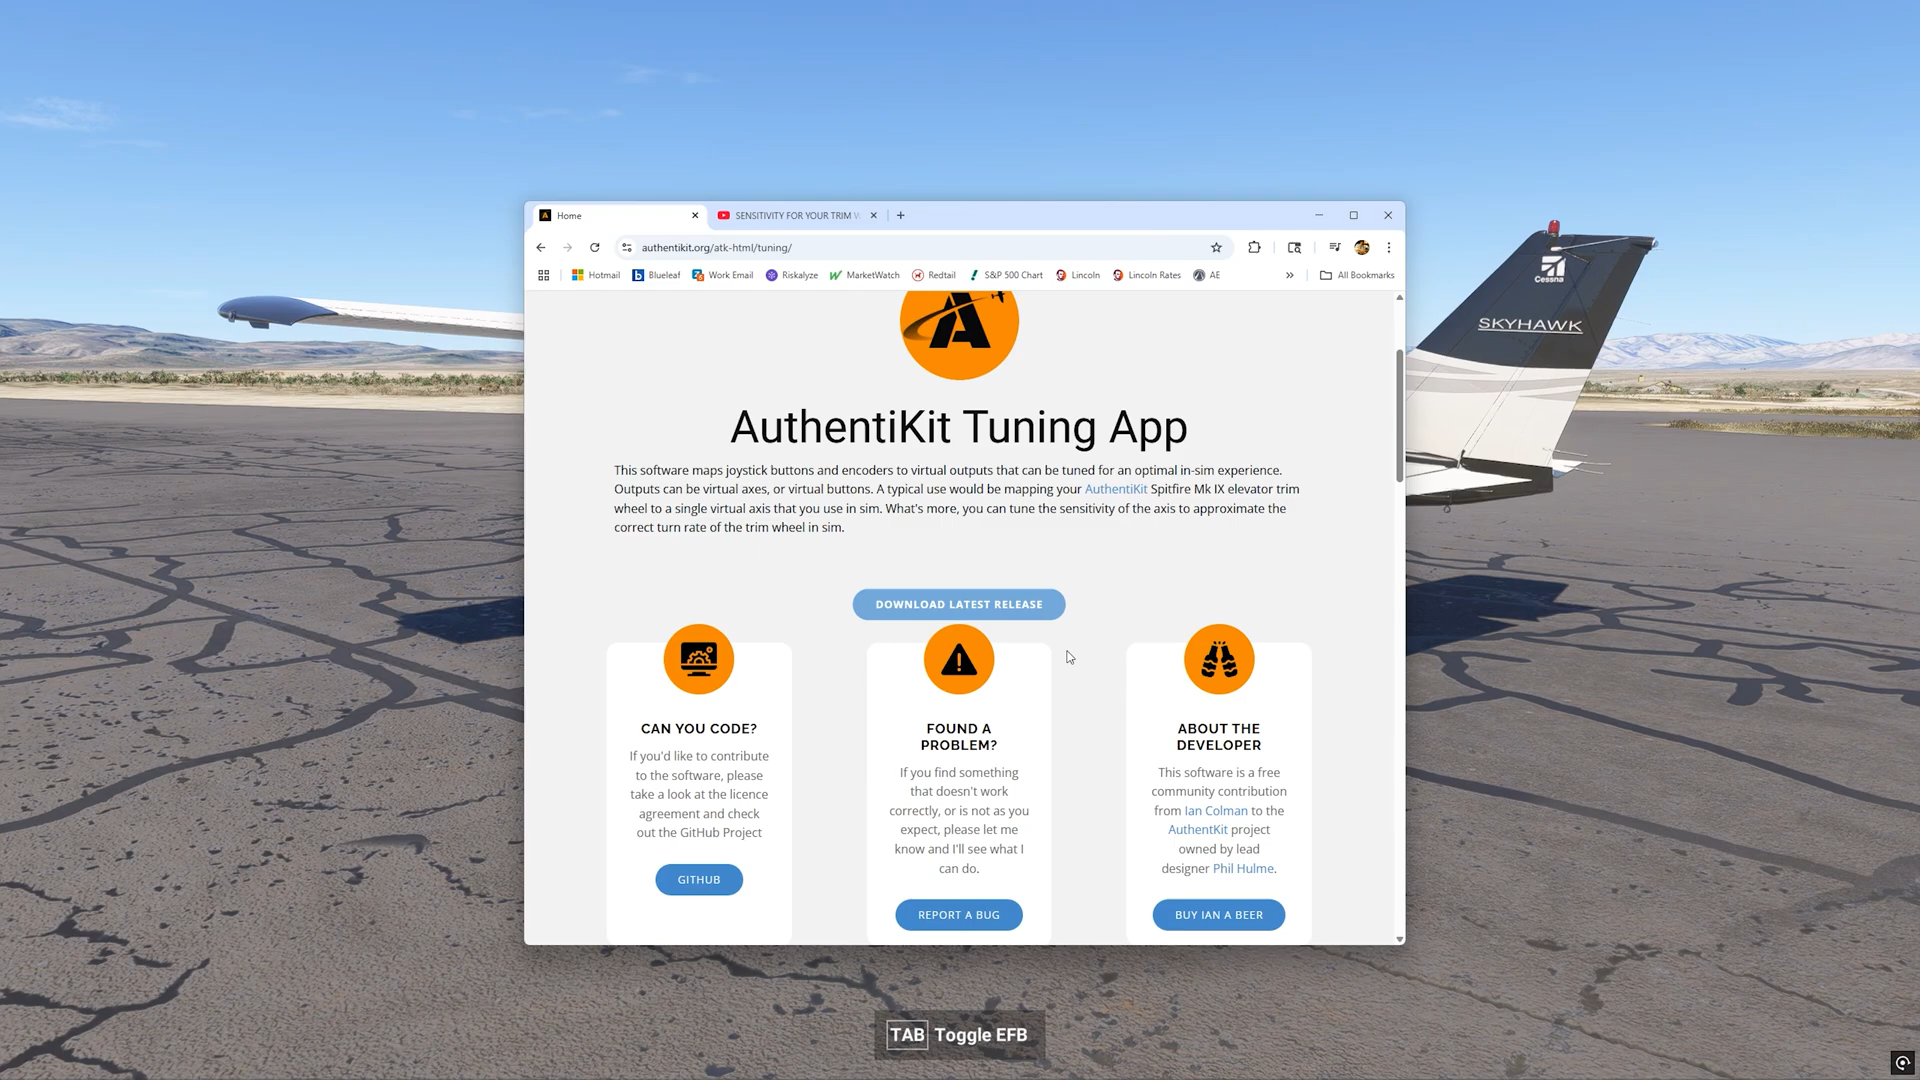 Home
SENSITIVITY FOR YOUR TRIM
authentikit.org/atk-html/tuning/
Hotmail
Blueleaf
Work Email
Riskalyze
MarketWatch
Redtail
S&P 500 Chart
Lincoln
Lincoln Rates
AE
All Bookmarks
Cessna
SKYHAWK
A
AuthentiKit Tuning App
This software maps joystick buttons and encoders to virtual outputs that can be tuned for an optimal in-sim experience.
Outputs can be virtual axes, or virtual buttons. A typical use would be mapping your AuthentiKit Spitfire Mk IX elevator trim
wheel to a single virtual axis that you use in sim. What's more, you can tune the sensitivity of the axis to approximate the
correct turn rate of the trim wheel in sim.
DOWNLOAD LATEST RELEASE
CAN YOU CODE?
If you'd like to contribute
to the software, please
take a look at the licence
agreement and check
out the GitHub Project
GITHUB
FOUND A
PROBLEM?
If you find something
that doesn't work
correctly, or is not as you
expect, please let me
know and I'll see what I
can do.
REPORT A BUG
ABOUT THE
DEVELOPER
This software is a free
community contribution
from Ian Colman to the
AuthentKit project
owned by lead
designer Phil Hulme.
BUY IAN A BEER
TAB Toggle EFB